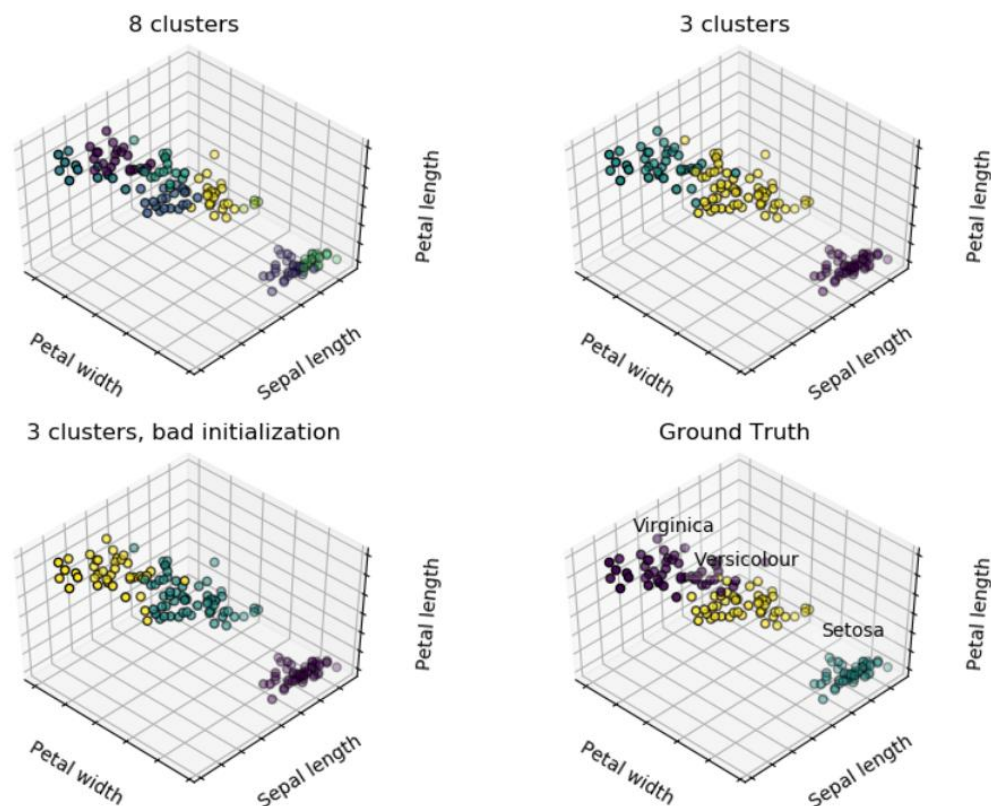 8 clusters
Petal length
Petal width
Sepal length
3 clusters
Petal length
Petal width
Sepal length
3 clusters, bad initialization
Petal length
Petal width
Sepal length
Ground Truth
Virginica
Versicolour
Setosa
Petal length
Petal width
Sepal length